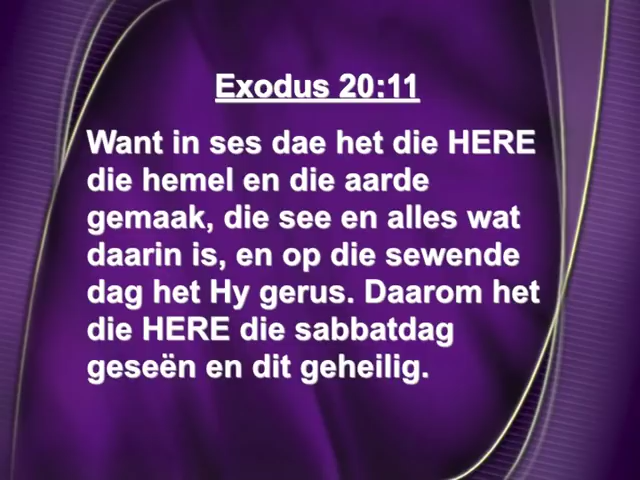 Exodus 20:11
Want in ses dae het die HERE
die hemel en die aarde
gemaak, die see en alles wat
daarin is, en op die sewende
dag het Hy gerus. Daarom het
die HERE die sabbatdag
geseën en dit geheilig.